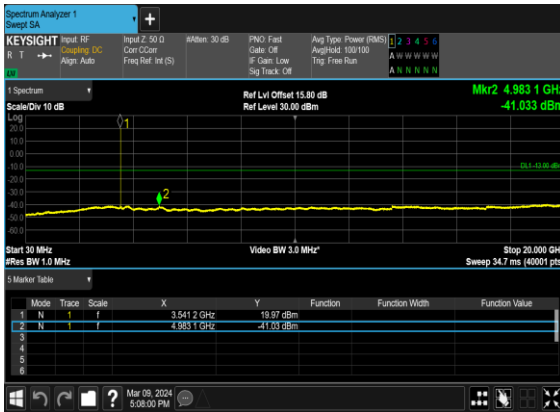 Spectrum Analyzer 1
Swept SA
+
KEYSIGHT Input: RF Input Z: 50 Ω #Atten: 30 dB PNO: Fast Avg Type: Power (RMS) 1 2 3 4 5 6
R T Coupling: DC Corr CCorr Gate: Off Avg|Hold: 100/100 A W W W W W
Align: Auto Freq Ref: Int (S) IF Gain: Low Trig: Free Run
Sig Track: Off A N N N N N
1 Spectrum Ref Lvl Offset 15.80 dB Mkr2 4.983 1 GHz
Scale/Div 10 dB Ref Level 30.00 dBm -41.033 dBm
Log
20.0
10.0
0.00
-10.0
DL1 -13.00 dBm
-20.0
-30.0
-40.0
-50.0
-60.0
1
2
Start 30 MHz Video BW 3.0 MHz* Stop 20.000 GHz
#Res BW 1.0 MHz Sweep 34.7 ms (40001 pts)
5 Marker Table
Mode Trace Scale X Y Function Function Width Function Value
1 N 1 f 3.541 2 GHz 19.97 dBm
2 N 1 f 4.983 1 GHz -41.03 dBm
3
4
5
6
? Mar 09, 2024
5:08:00 PM